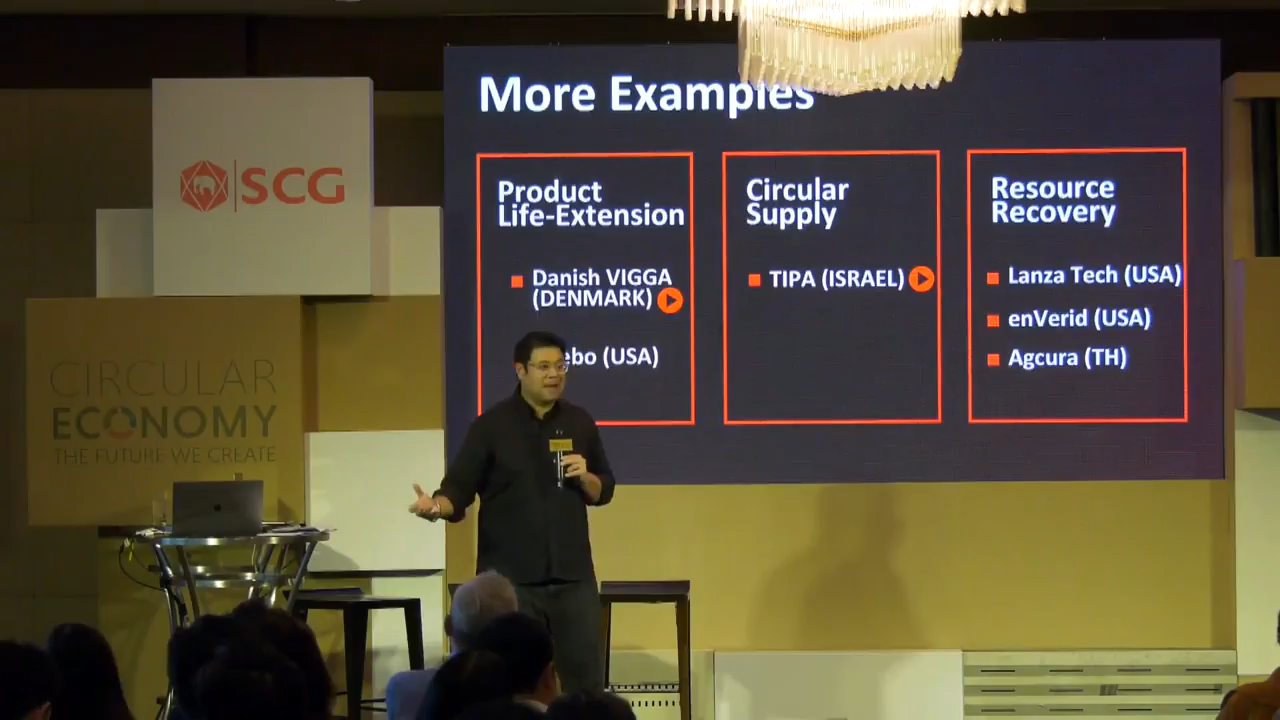 More Examples
SCG
Product
Life-Extension
Danish VIGGA
(DENMARK)
(USA)
Circular
Supply
TIPA (ISRAEL)
Resource
Recovery
Lanza Tech (USA)
enVerid (USA)
Agcura (TH)
CIRCULAR
ECONOMY
THE FUTURE WE CREATE